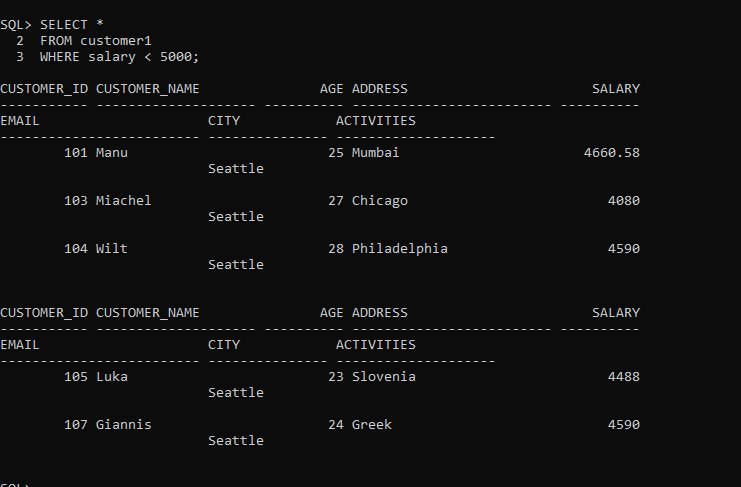 SQL> SELECT *
  2  FROM customer1
  3  WHERE salary < 5000;
CUSTOMER_ID CUSTOMER_NAME               AGE ADDRESS                       SALARY
----------- -------------------- ---------- ------------------------- ----------
EMAIL                     CITY            ACTIVITIES
------------------------- --------------- --------------------
        101 Manu                         25 Mumbai                       4660.58
                          Seattle
        103 Miachel                      27 Chicago                         4080
                          Seattle
        104 Wilt                         28 Philadelphia                    4590
                          Seattle
CUSTOMER_ID CUSTOMER_NAME               AGE ADDRESS                       SALARY
----------- -------------------- ---------- ------------------------- ----------
EMAIL                     CITY            ACTIVITIES
------------------------- --------------- --------------------
        105 Luka                         23 Slovenia                        4488
                          Seattle
        107 Giannis                      24 Greek                           4590
                          Seattle
SQL>